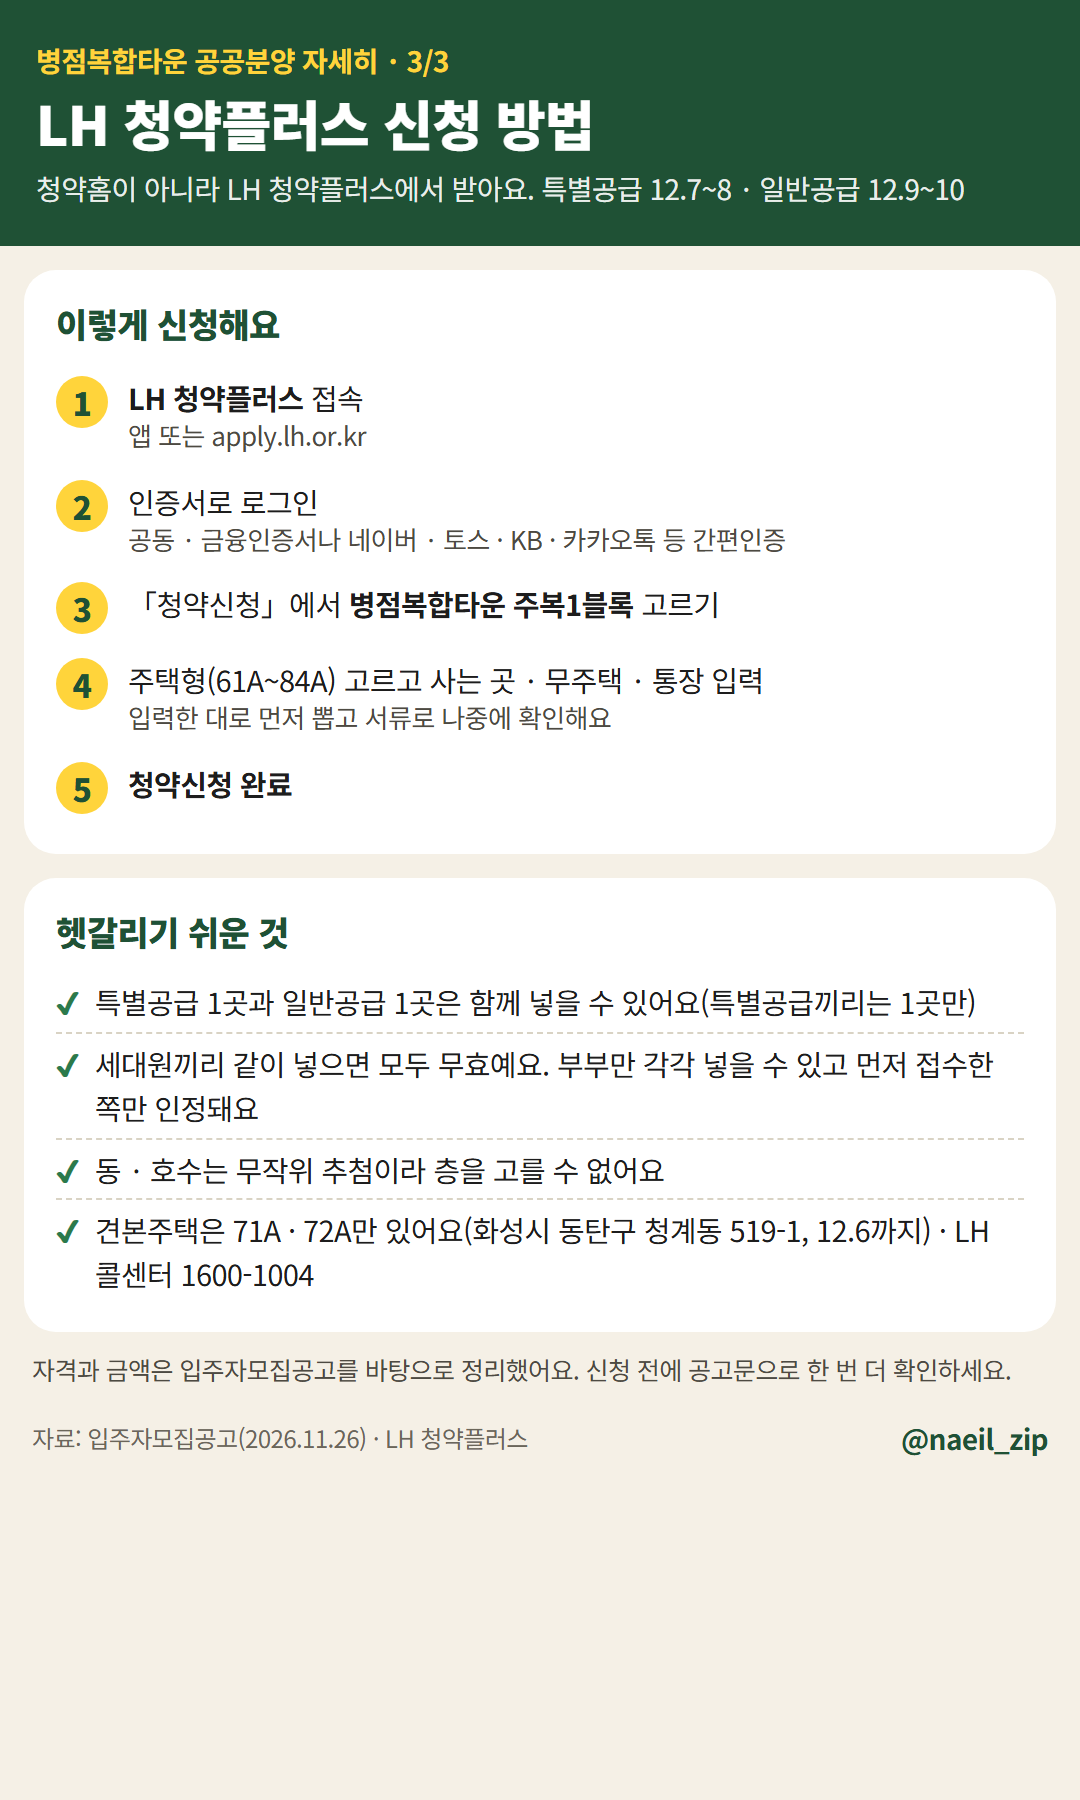 병점복합타운 공공분양 자세히 · 3/3
LH 청약플러스 신청 방법
청약홈이 아니라 LH 청약플러스에서 받아요. 특별공급 12.7~8 · 일반공급 12.9~10
이렇게 신청해요
1 LH 청약플러스 접속
앱 또는 apply.lh.or.kr
2 인증서로 로그인
공동 · 금융인증서나 네이버 · 토스 · KB · 카카오톡 등 간편인증
3 「청약신청」에서 병점복합타운 주복1블록 고르기
4 주택형(61A~84A) 고르고 사는 곳 · 무주택 · 통장 입력
입력한 대로 먼저 뽑고 서류로 나중에 확인해요
5 청약신청 완료
헷갈리기 쉬운 것
✔ 특별공급 1곳과 일반공급 1곳은 함께 넣을 수 있어요(특별공급끼리는 1곳만)
✔ 세대원끼리 같이 넣으면 모두 무효예요. 부부만 각각 넣을 수 있고 먼저 접수한
쪽만 인정돼요
✔ 동 · 호수는 무작위 추첨이라 층을 고를 수 없어요
✔ 견본주택은 71A · 72A만 있어요(화성시 동탄구 청계동 519-1, 12.6까지) · LH
콜센터 1600-1004
자격과 금액은 입주자모집공고를 바탕으로 정리했어요. 신청 전에 공고문으로 한 번 더 확인하세요.
자료: 입주자모집공고(2026.11.26) · LH 청약플러스
@naeil_zip